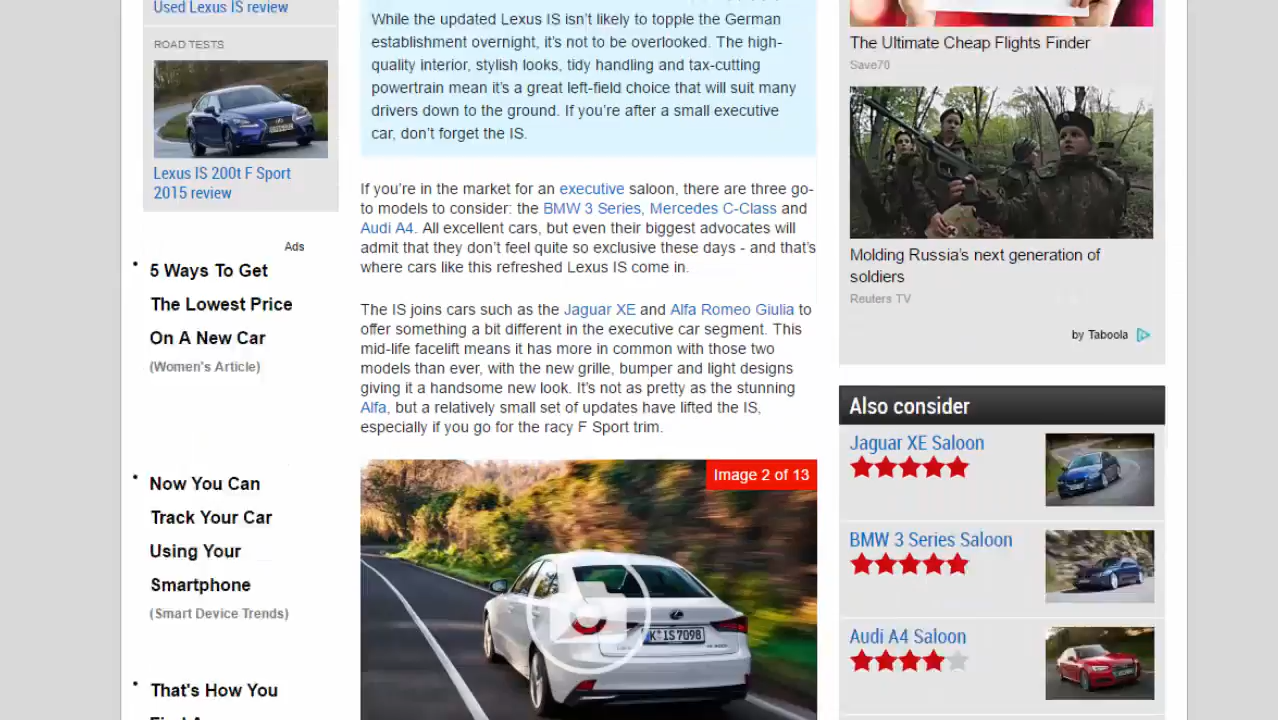 Used Lexus IS review
ROAD TESTS
Lexus IS 200t F Sport
2015 review
Ads
5 Ways To Get
The Lowest Price
On A New Car
(Women's Article)
Now You Can
Track Your Car
Using Your
Smartphone
(Smart Device Trends)
That's How You
While the updated Lexus IS isn’t likely to topple the German
establishment overnight, it’s not to be overlooked. The high-
quality interior, stylish looks, tidy handling and tax-cutting
powertrain mean it’s a great left-field choice that will suit many
drivers down to the ground. If you’re after a small executive
car, don’t forget the IS.
If you’re in the market for an executive saloon, there are three go-
to models to consider: the BMW 3 Series, Mercedes C-Class and
Audi A4. All excellent cars, but even their biggest advocates will
admit that they don’t feel quite so exclusive these days - and that’s
where cars like this refreshed Lexus IS come in.
The IS joins cars such as the Jaguar XE and Alfa Romeo Giulia to
offer something a bit different in the executive car segment. This
mid-life facelift means it has more in common with those two
models than ever, with the new grille, bumper and light designs
giving it a handsome new look. It’s not as pretty as the stunning
Alfa, but a relatively small set of updates have lifted the IS,
especially if you go for the racy F Sport trim.
Image 2 of 13
K IS 7098
The Ultimate Cheap Flights Finder
Save70
Molding Russia’s next generation of
soldiers
Reuters TV
by Taboola
Also consider
Jaguar XE Saloon
BMW 3 Series Saloon
Audi A4 Saloon